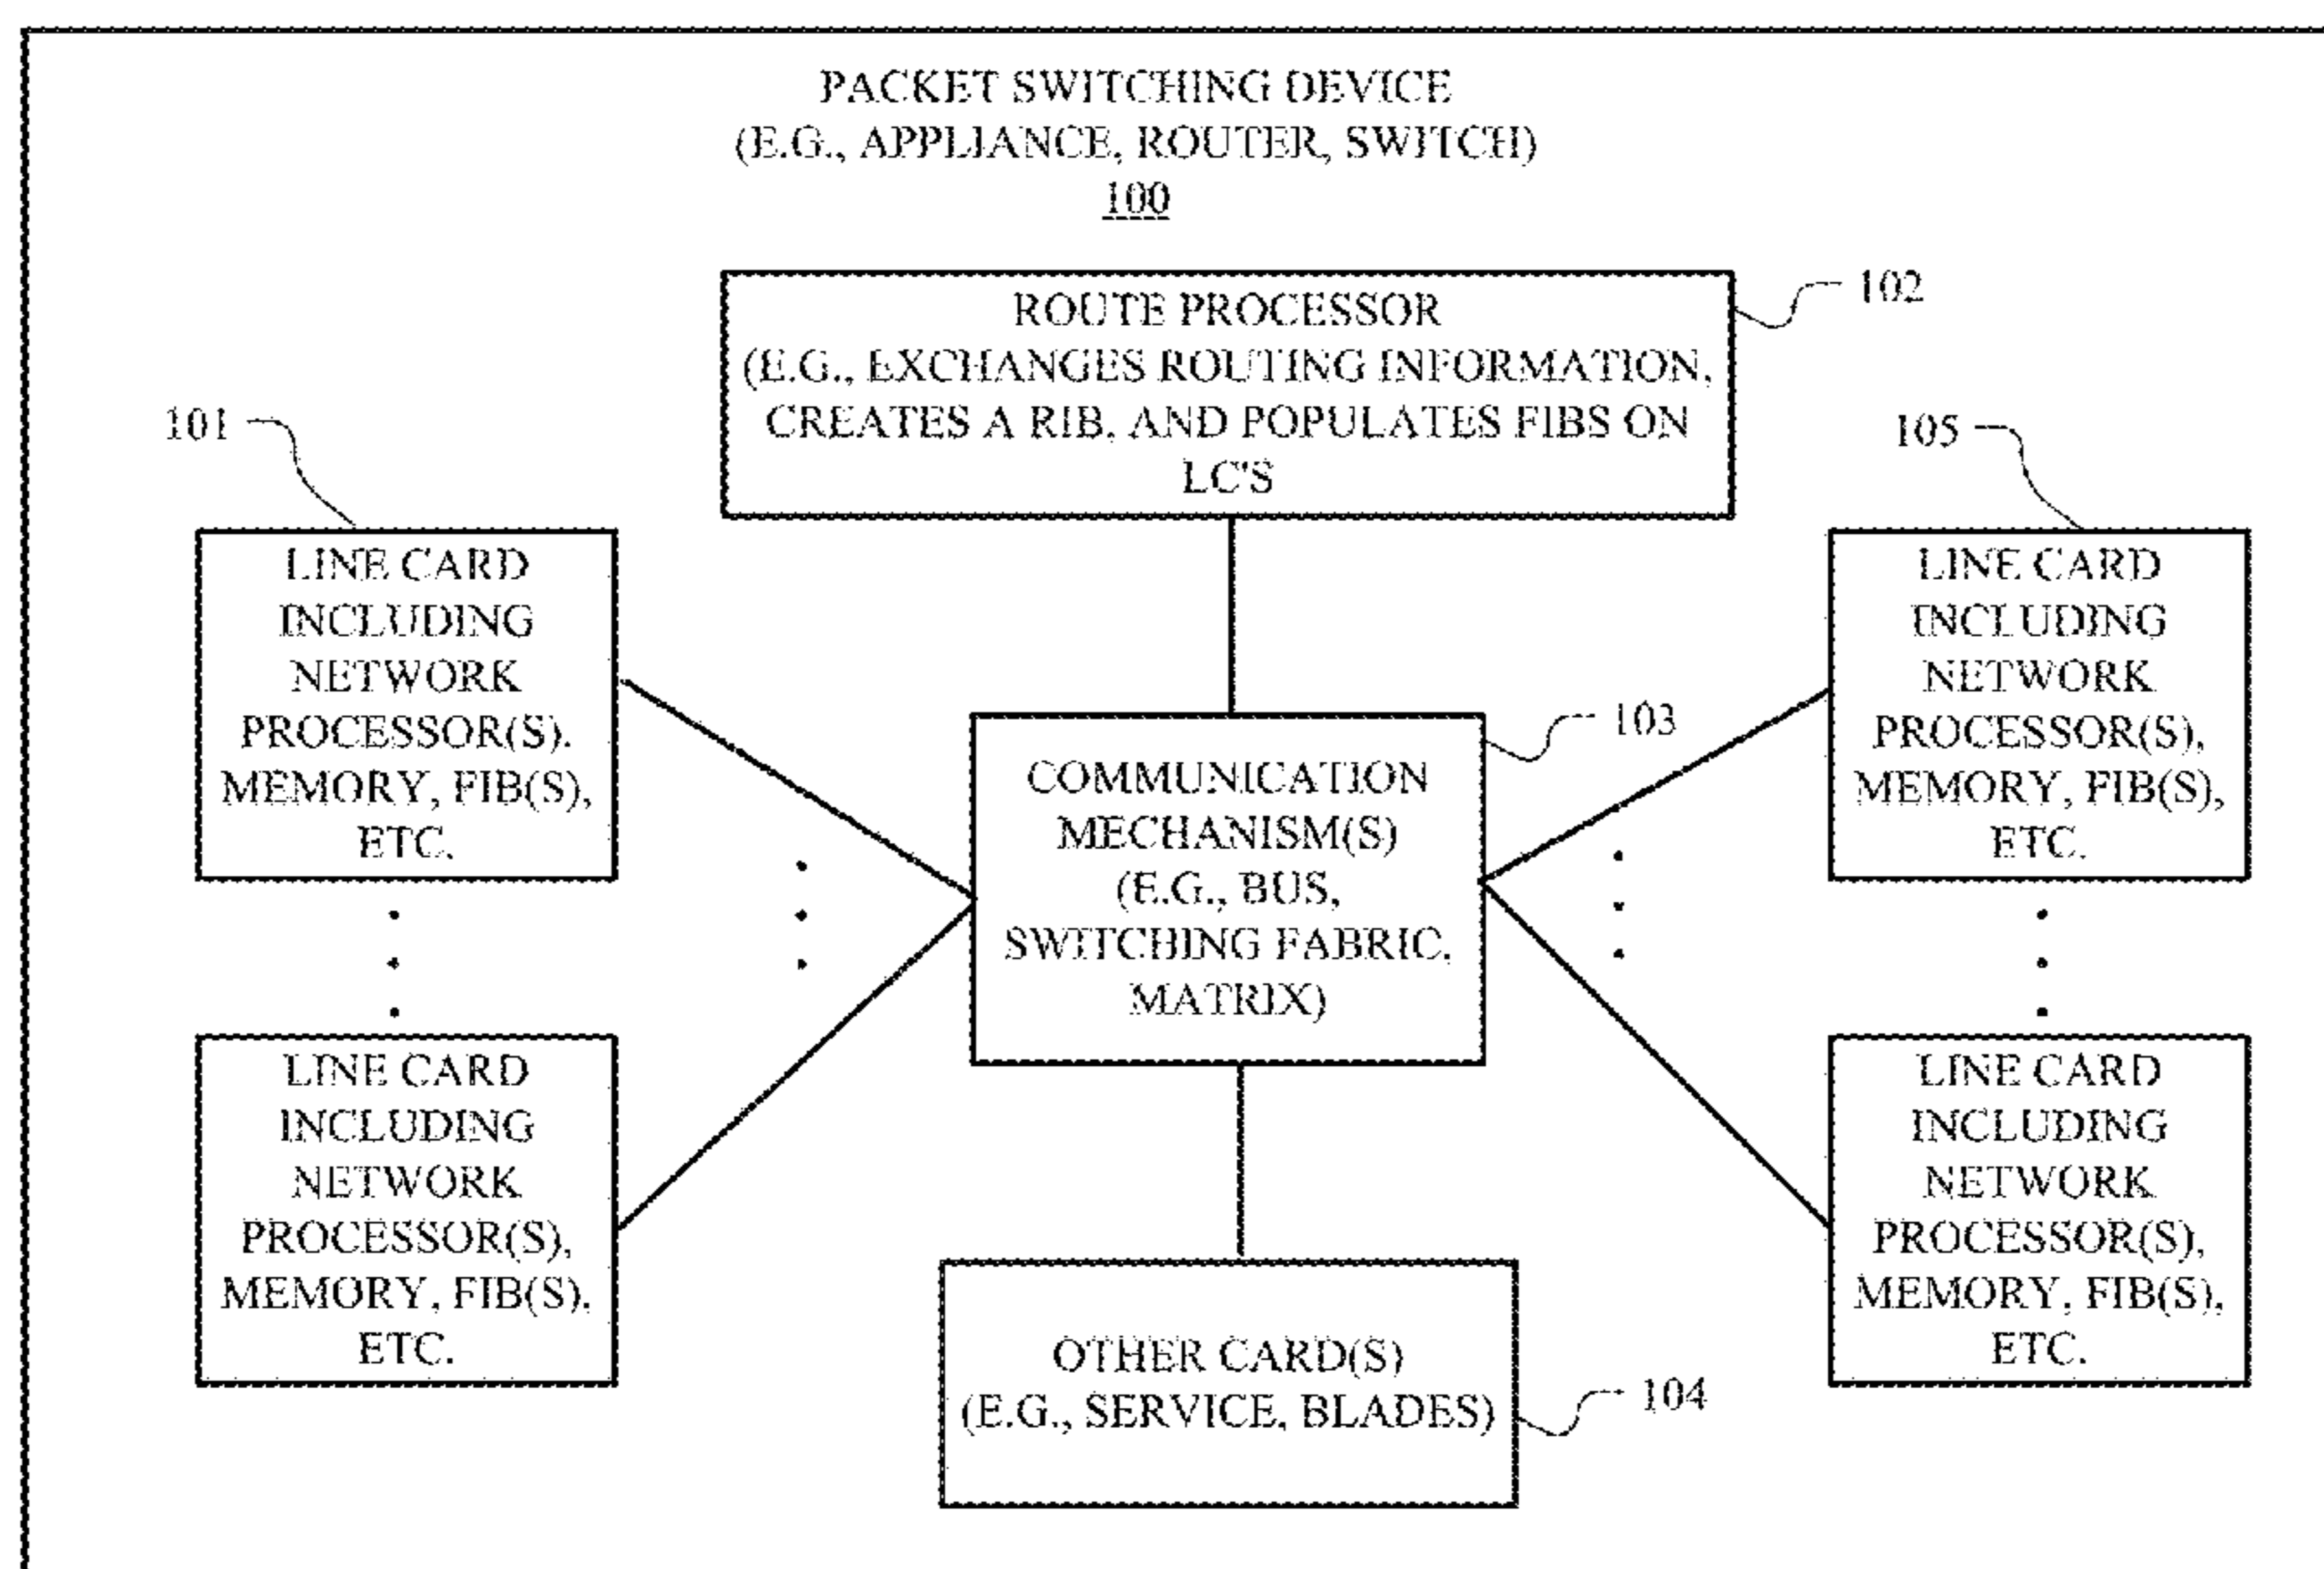 PACKET SWITCHING DEVICE
(E.G., APPLIANCE, ROUTER, SWITCH)
100
ROUTE PROCESSOR
(E.G., EXCHANGES ROUTING INFORMATION,
CREATES A RIB, AND POPULATES FIBS ON
LC'S
102
101
LINE CARD
INCLUDING
NETWORK
PROCESSOR(S),
MEMORY, FIB(S),
ETC.
105
LINE CARD
INCLUDING
NETWORK
PROCESSOR(S),
MEMORY, FIB(S),
ETC.
103
COMMUNICATION
MECHANISM(S)
(E.G., BUS,
SWITCHING FABRIC,
MATRIX)
LINE CARD
INCLUDING
NETWORK
PROCESSOR(S),
MEMORY, FIB(S),
ETC.
LINE CARD
INCLUDING
NETWORK
PROCESSOR(S),
MEMORY, FIB(S),
ETC.
OTHER CARD(S)
(E.G., SERVICE, BLADES)
104